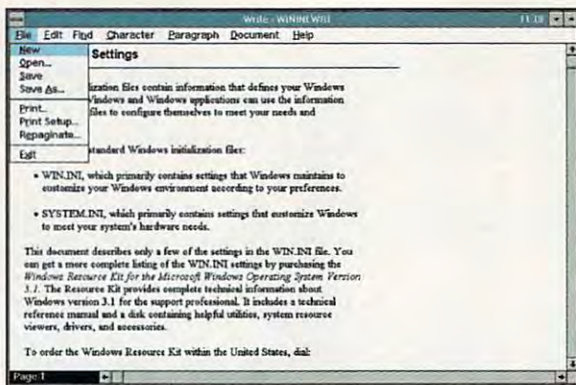 Write - WININI.WRI 11:18
File Edit Find Character Paragraph Document Help
New
Open...
Save
Save As...
Print...
Print Setup...
Repaginate...
Exit
Settings
ization files contain information that defines your Windows
Windows and Windows applications can use the information
files to configure themselves to meet your needs and
standard Windows initialization files:
• WIN.INI, which primarily contains settings that Windows maintains to
customize your Windows environment according to your preferences.
• SYSTEM.INI, which primarily contains settings that customize Windows
to meet your system's hardware needs.
This document describes only a few of the settings in the WIN.INI file. You
can get a more complete listing of the WIN.INI settings by purchasing the
Windows Resource Kit for the Microsoft Windows Operating System Version
3.1. The Resource Kit provides complete technical information about
Windows version 3.1 for the support professional. It includes a technical
reference manual and a disk containing helpful utilities, system resource
viewers, drivers, and accessories.
To order the Windows Resource Kit within the United States, dial:
Page 1